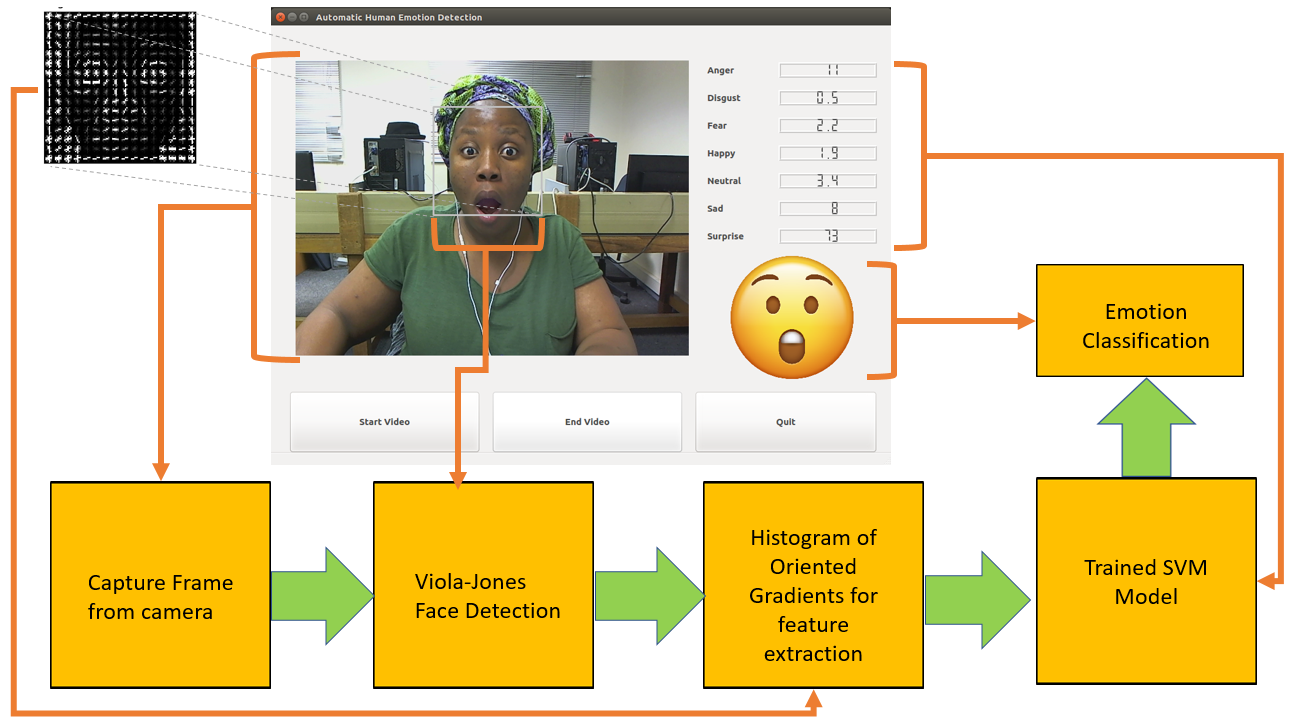 Automatic Human Emotion Detection
Anger 11
Disgust 0.5
Fear 2.2
Happy 1.9
Neutral 3.4
Sad 8
Surprise 73
Start Video
End Video
Quit
Emotion
Classification
Capture Frame
from camera
Viola-Jones
Face Detection
Histogram of
Oriented
Gradients for
feature
extraction
Trained SVM
Model